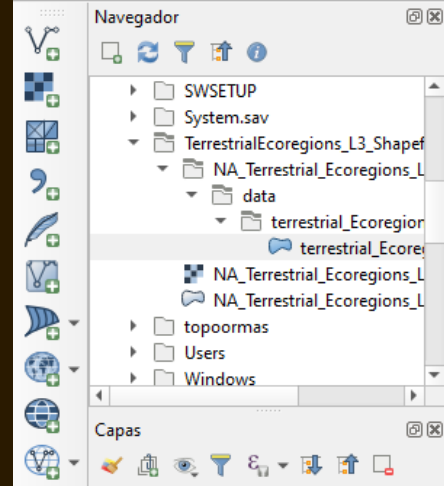 Navegador
SWSETUP
System.sav
TerrestrialEcoregions_L3_Shapef
NA_Terrestrial_Ecoregions_L
data
terrestrial_Ecoregion
terrestrial_Ecoreg
NA_Terrestrial_Ecoregions_L
NA_Terrestrial_Ecoregions_L
topoormas
Users
Windows
Capas